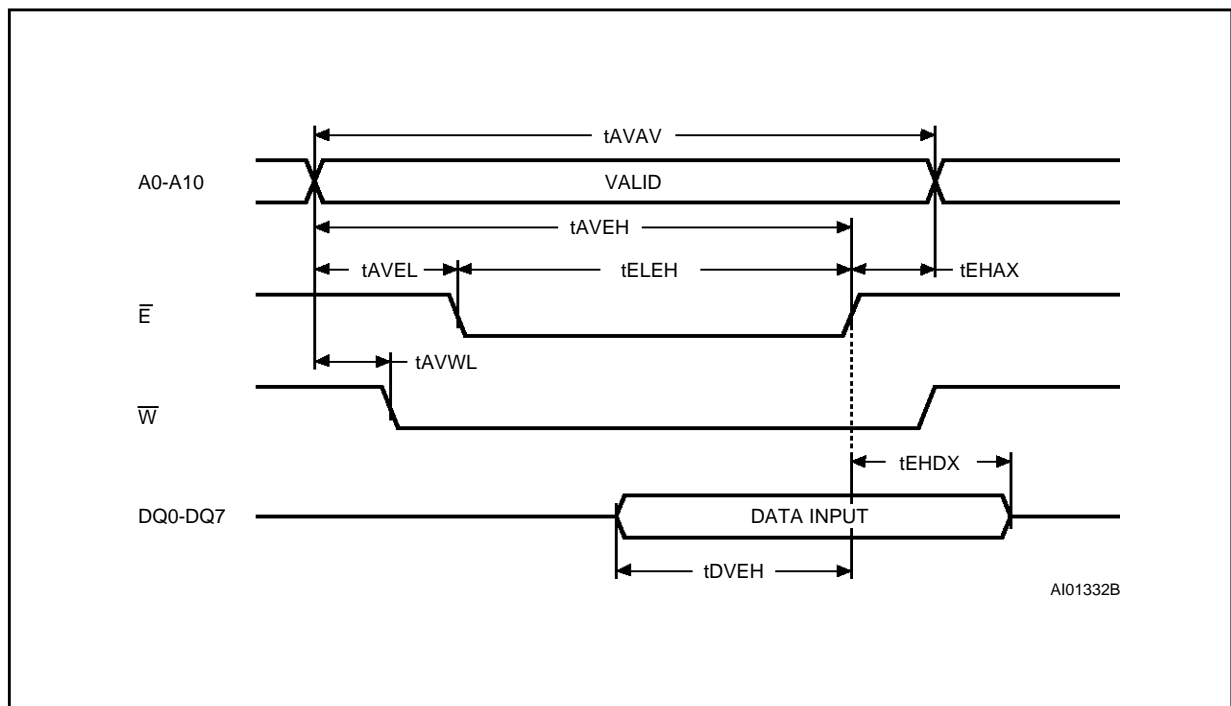 tAVAV
A0-A10 VALID
tAVEH
tAVEL tELEH tEHAX
E̅
tAVWL
W̅
tEHDX
DQ0-DQ7 DATA INPUT
tDVEH
AI01332B